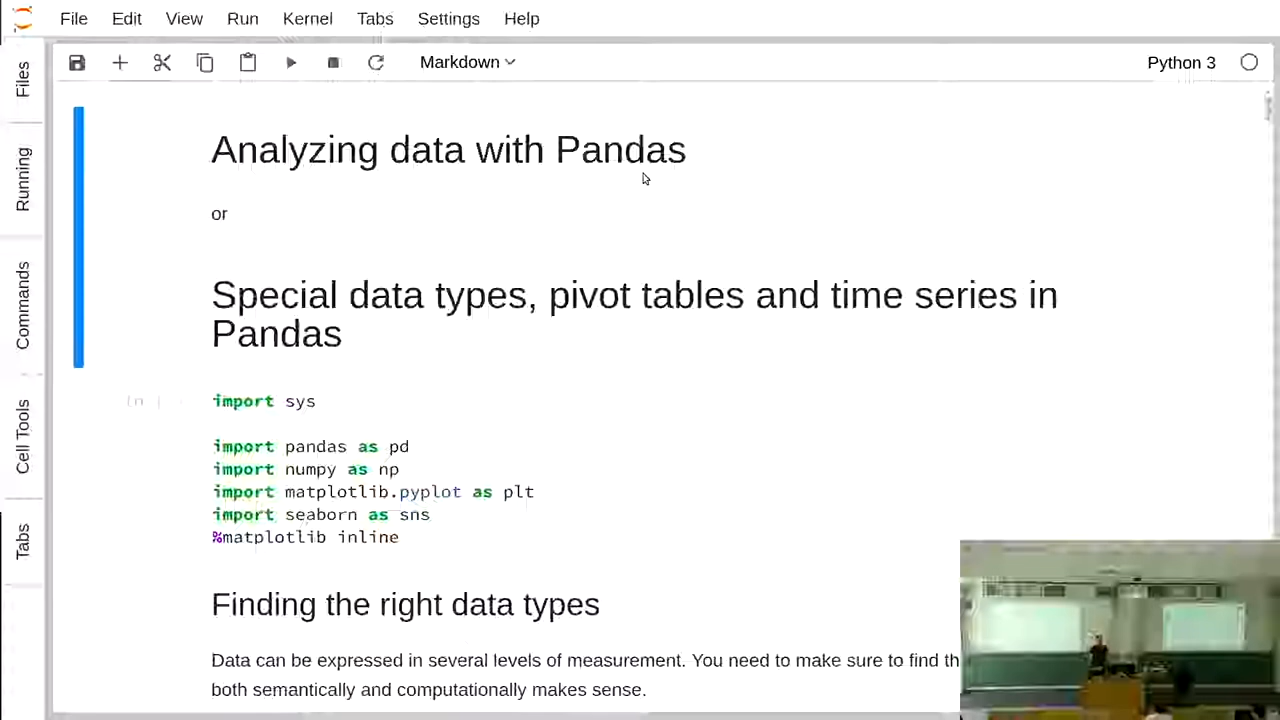 File Edit View Run Kernel Tabs Settings Help
Markdown Python 3
Files
Running
Commands
Cell Tools
Tabs
Analyzing data with Pandas
or
Special data types, pivot tables and time series in
Pandas
import sys
import pandas as pd
import numpy as np
import matplotlib.pyplot as plt
import seaborn as sns
%matplotlib inline
Finding the right data types
Data can be expressed in several levels of measurement. You need to make sure to find
both semantically and computationally makes sense.